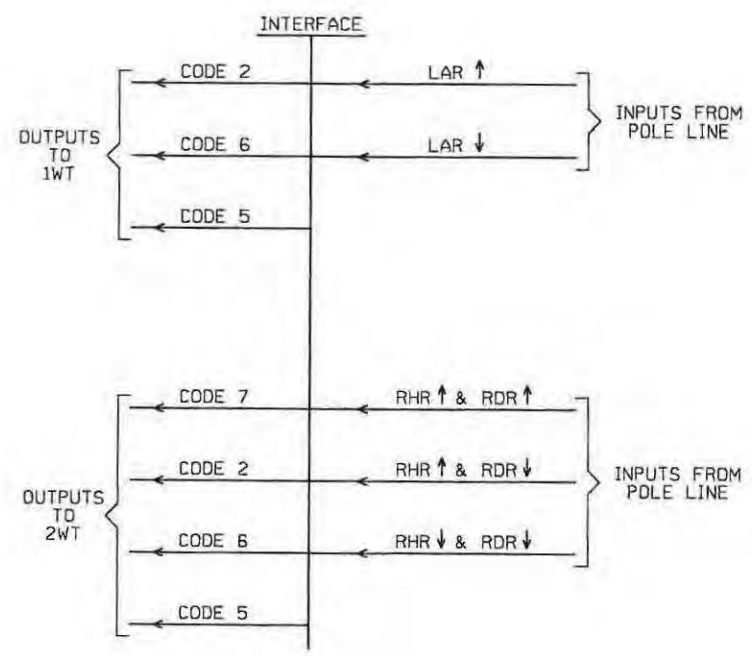 INTERFACE
CODE 2
LAR ↑
INPUTS FROM
POLE LINE
OUTPUTS
TO
1WT
CODE 6
LAR ↓
CODE 5
CODE 7
RHR ↑ & RDR ↑
CODE 2
RHR ↑ & RDR ↓
INPUTS FROM
POLE LINE
OUTPUTS
TO
2WT
CODE 6
RHR ↓ & RDR ↓
CODE 5